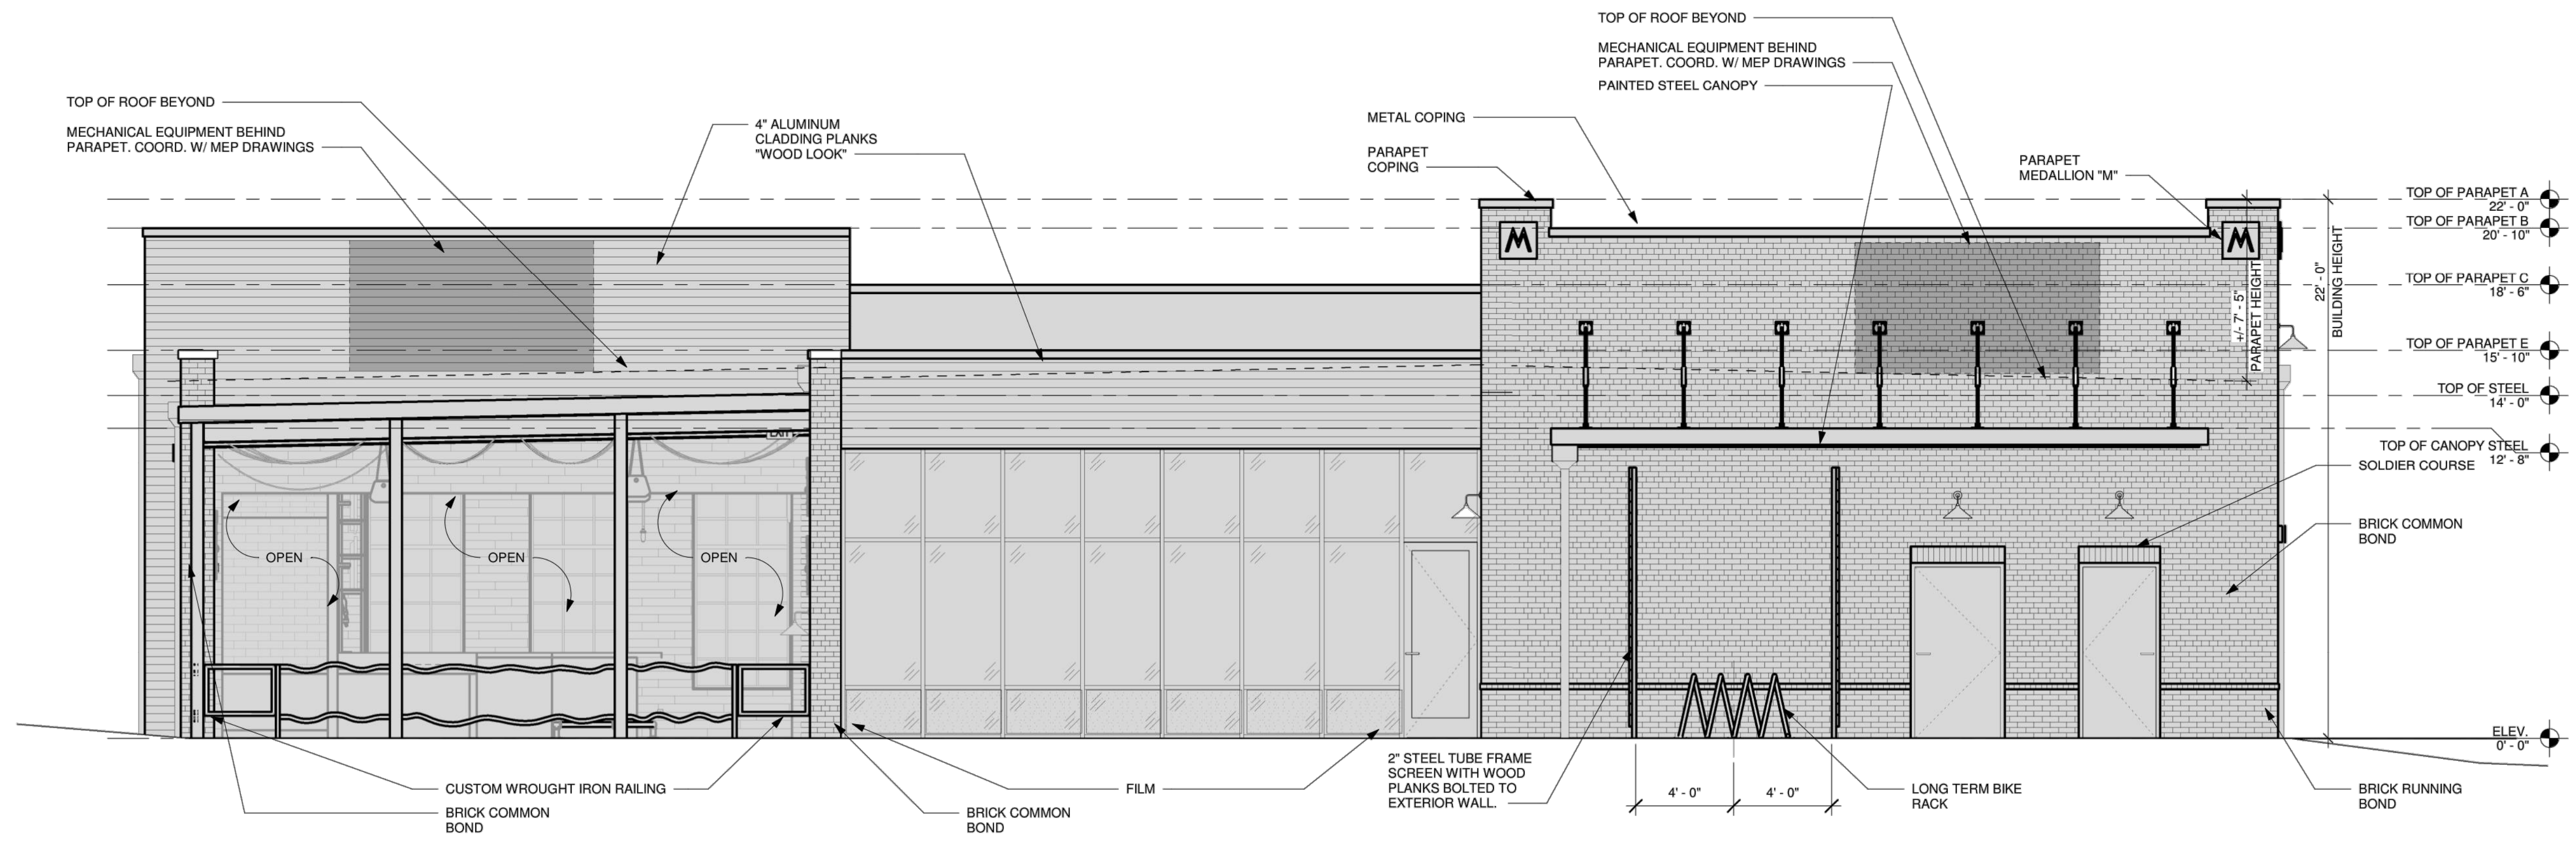 TOP OF ROOF BEYOND
MECHANICAL EQUIPMENT BEHIND
PARAPET. COORD. W/ MEP DRAWINGS
PAINTED STEEL CANOPY
TOP OF ROOF BEYOND
MECHANICAL EQUIPMENT BEHIND
PARAPET. COORD. W/ MEP DRAWINGS
4" ALUMINUM
CLADDING PLANKS
"WOOD LOOK"
METAL COPING
PARAPET
COPING
PARAPET
MEDALLION "M"
M
M
TOP OF PARAPET A
22' - 0"
TOP OF PARAPET B
20' - 10"
TOP OF PARAPET C
18' - 6"
TOP OF PARAPET E
15' - 10"
TOP OF STEEL
14' - 0"
TOP OF CANOPY STEEL
12' - 8"
+/- 7' - 5"
PARAPET HEIGHT
22' - 0"
BUILDING HEIGHT
SOLDIER COURSE
BRICK COMMON
BOND
EXIT
OPEN
OPEN
OPEN
ELEV.
0' - 0"
CUSTOM WROUGHT IRON RAILING
BRICK COMMON
BOND
FILM
BRICK COMMON
BOND
2" STEEL TUBE FRAME
SCREEN WITH WOOD
PLANKS BOLTED TO
EXTERIOR WALL.
4' - 0"
4' - 0"
LONG TERM BIKE
RACK
BRICK RUNNING
BOND